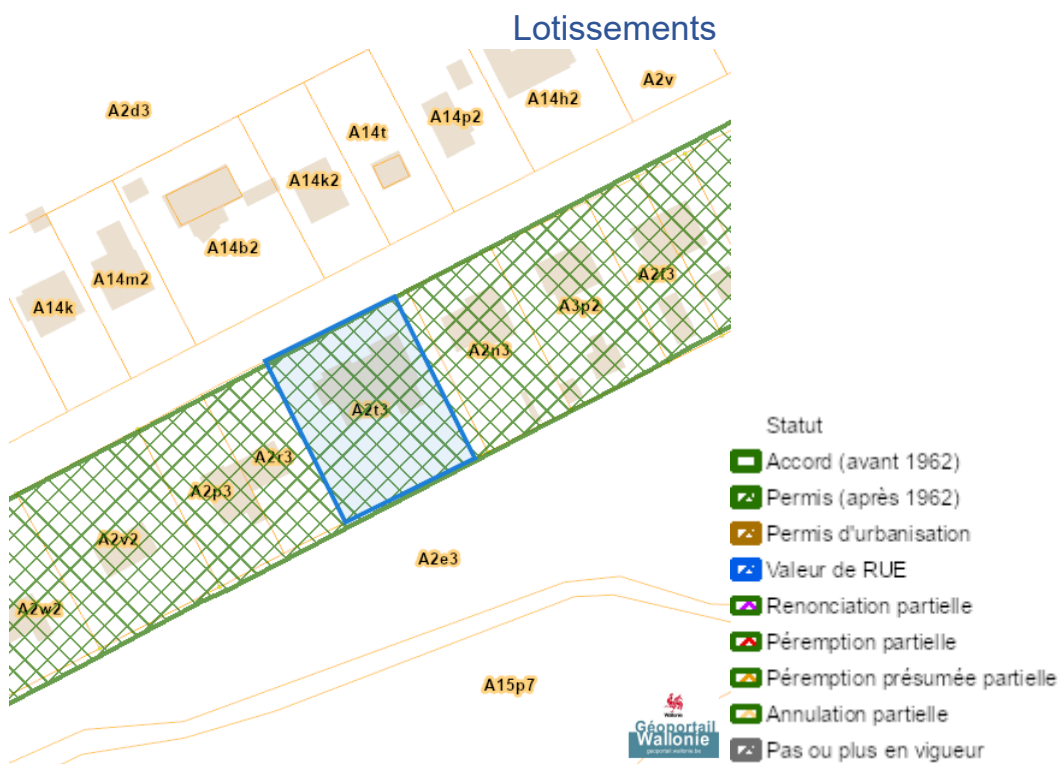 Lotissements
A2d3
A2v
A14h2
A14p2
A14t
A14k2
A14b2
A14m2
A14k
A2f3
A3p2
A2n3
A2t3
A2r3
A2p3
A2v2
A2w2
A2e3
A15p7
Statut
Accord (avant 1962)
Permis (après 1962)
Permis d'urbanisation
Valeur de RUE
Renonciation partielle
Péremption partielle
Péremption présumée partielle
Annulation partielle
Pas ou plus en vigueur
Wallonie
Géoportail
Wallonie
geoportail.wallonie.be